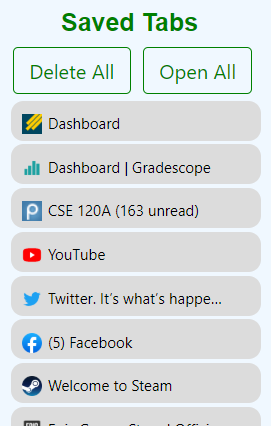 Saved Tabs
Delete All
Open All
Dashboard
Dashboard | Gradescope
CSE 120A (163 unread)
YouTube
Twitter. It's what's happe...
(5) Facebook
Welcome to Steam